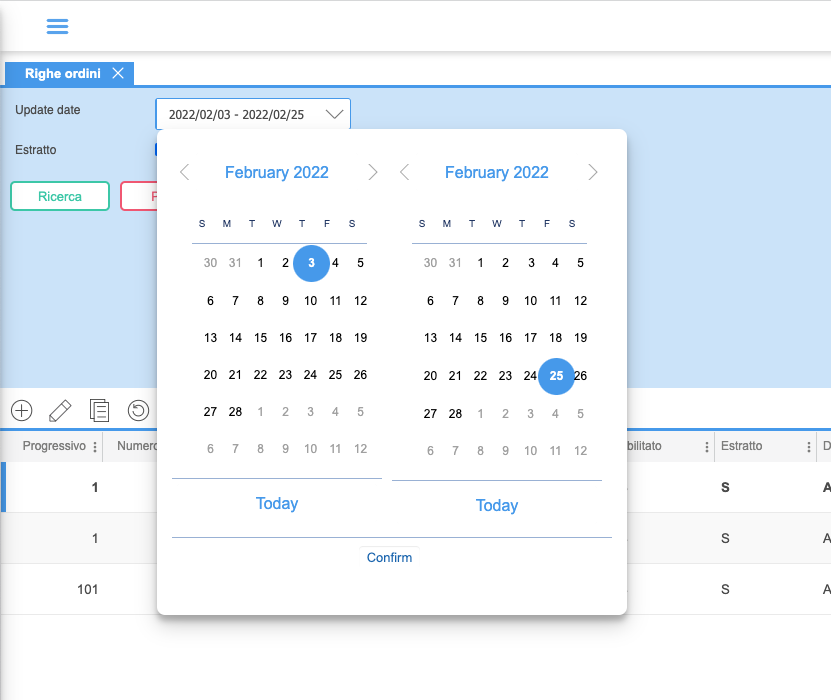 Righe ordini
Update date
2022/02/03 - 2022/02/25
Estratto
Ricerca
February 2022
S M T W T F S
30 31 1 2 3 4 5
6 7 8 9 10 11 12
13 14 15 16 17 18 19
20 21 22 23 24 25 26
27 28 1 2 3 4 5
6 7 8 9 10 11 12
Today
February 2022
S M T W T F S
30 31 1 2 3 4 5
6 7 8 9 10 11 12
13 14 15 16 17 18 19
20 21 22 23 24 25 26
27 28 1 2 3 4 5
6 7 8 9 10 11 12
Today
Confirm
Progressivo Numero bilitato Estratto D
1 S A
1 S A
101 S A